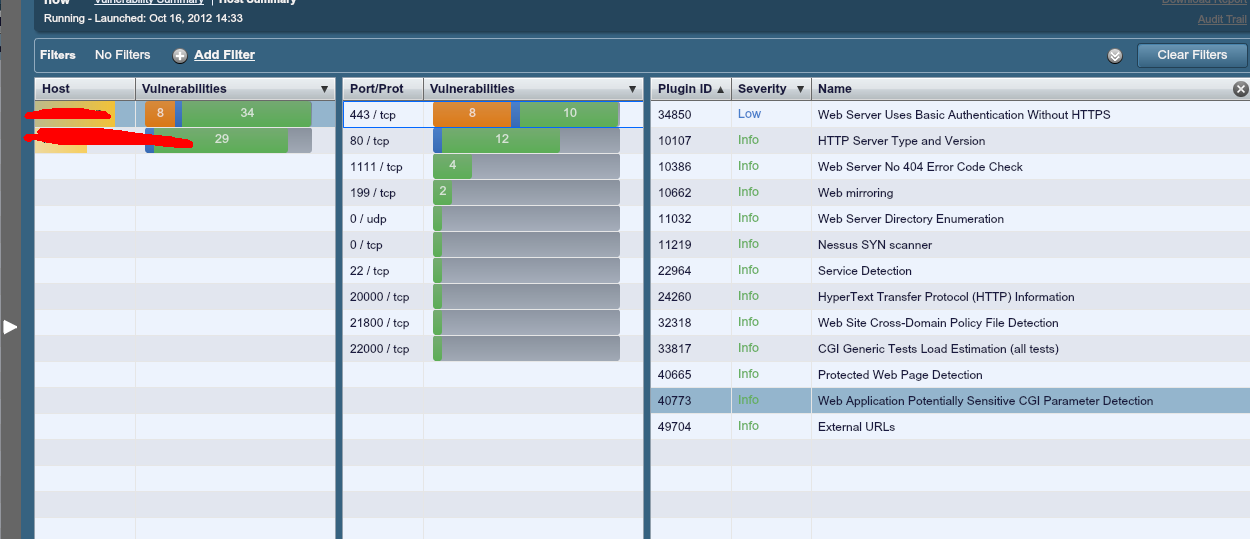 now Vulnerability Summary | Host Summary Download Report
Running - Launched: Oct 16, 2012 14:33 Audit Trail
Filters No Filters Add Filter Clear Filters
Host Vulnerabilities Port/Prot Vulnerabilities Plugin ID Severity Name
8 34 443 / tcp 8 10 34850 Low Web Server Uses Basic Authentication Without HTTPS
29 80 / tcp 12 10107 Info HTTP Server Type and Version
1111 / tcp 4 10386 Info Web Server No 404 Error Code Check
199 / tcp 2 10662 Info Web mirroring
0 / udp 11032 Info Web Server Directory Enumeration
0 / tcp 11219 Info Nessus SYN scanner
22 / tcp 22964 Info Service Detection
20000 / tcp 24260 Info HyperText Transfer Protocol (HTTP) Information
21800 / tcp 32318 Info Web Site Cross-Domain Policy File Detection
22000 / tcp 33817 Info CGI Generic Tests Load Estimation (all tests)
40665 Info Protected Web Page Detection
40773 Info Web Application Potentially Sensitive CGI Parameter Detection
49704 Info External URLs